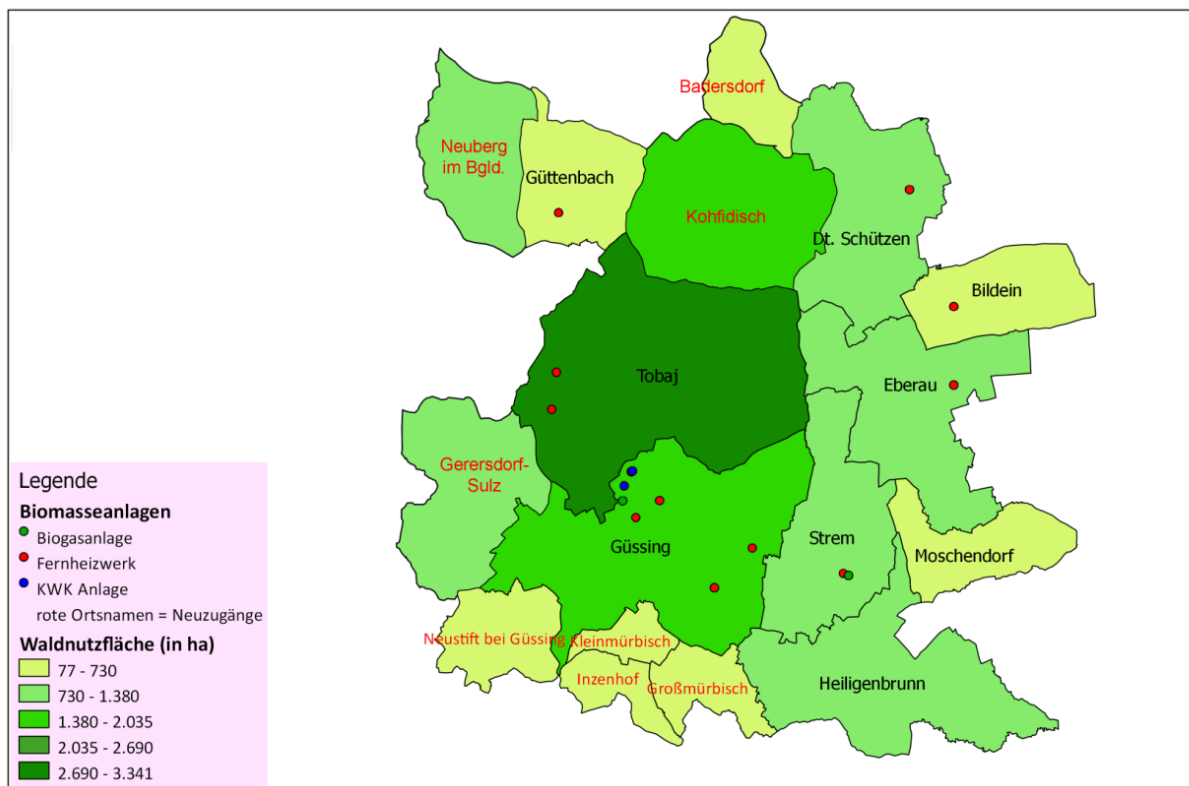 Badersdorf
Neuberg
im Bgld.
Güttenbach
Kohfidisch
Dt. Schützen
Bildein
Tobaj
Eberau
Gerersdorf-
Sulz
Güssing
Strem
Moschendorf
Neustift bei Güssing
Kleinmürbisch
Inzenhof
Großmürbisch
Heiligenbrunn
Legende
Biomasseanlagen
Biogasanlage
Fernheizwerk
KWK Anlage
rote Ortsnamen = Neuzugänge
Waldnutzfläche (in ha)
77 - 730
730 - 1.380
1.380 - 2.035
2.035 - 2.690
2.690 - 3.341